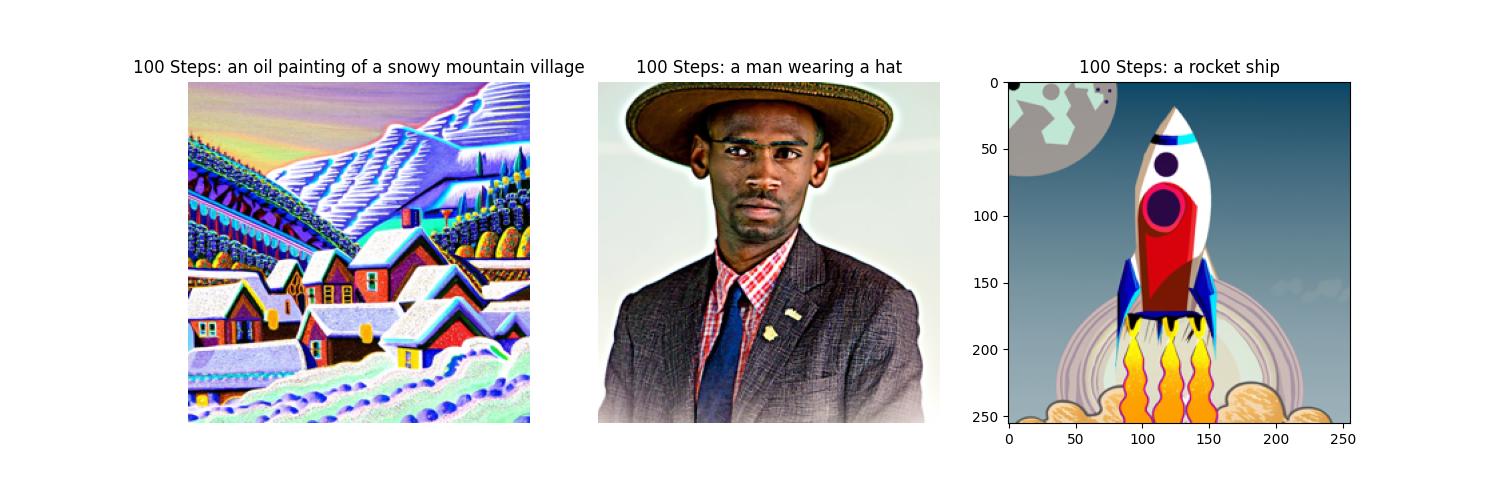 100 Steps: an oil painting of a snowy mountain village
100 Steps: a man wearing a hat
100 Steps: a rocket ship
0
50
100
150
200
250
0 50 100 150 200 250